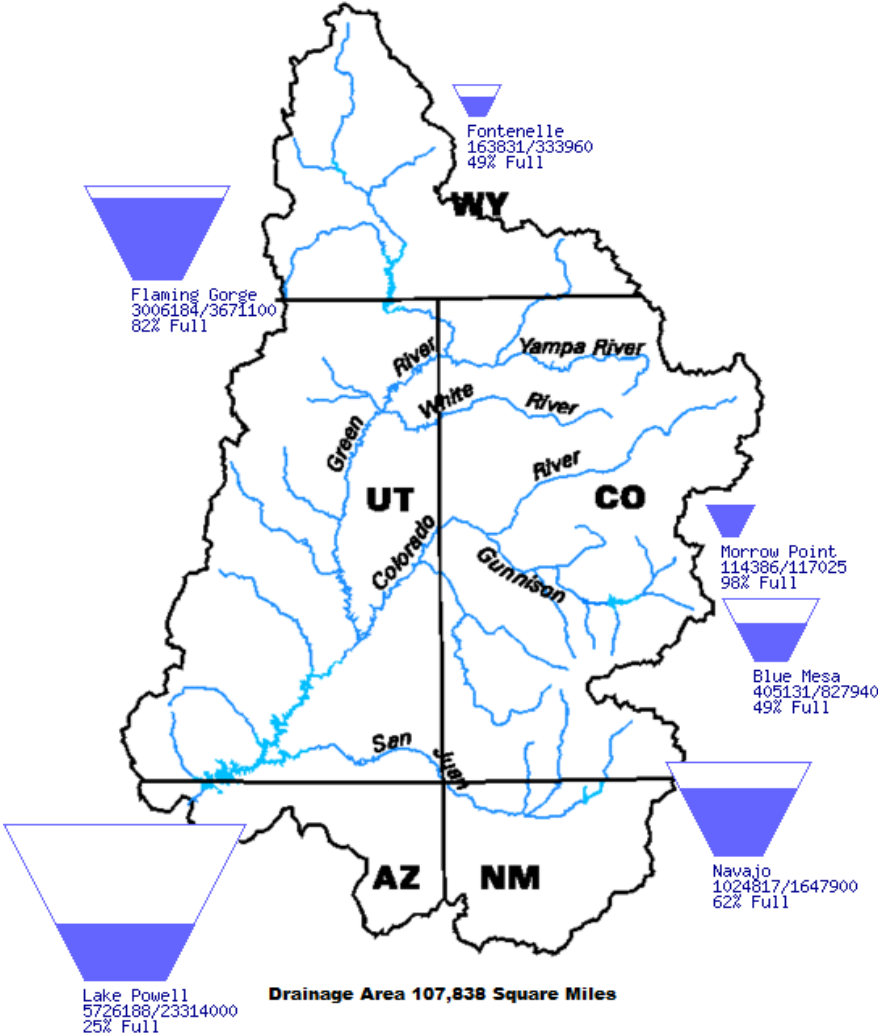 Fontenelle
163831/333960
49% Full
WY
Flaming Gorge
3006184/3671100
82% Full
River
Yampa River
White
River
Green
River
UT
CO
Colorado
Gunnison
Morrow Point
114386/117025
98% Full
Blue Mesa
405131/827940
49% Full
San
Juan
Navajo
1024817/1647900
62% Full
AZ
NM
Lake Powell
5726188/23314000
25% Full
Drainage Area 107,838 Square Miles